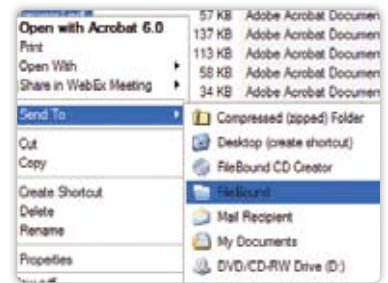 57 KB Adobe Acrobat Documen
Open with Acrobat 6.0
137 KB Adobe Acrobat Documen
Print
113 KB Adobe Acrobat Documen
Open With
58 KB Adobe Acrobat Documen
Share in WebEx Meeting
34 KB Adobe Acrobat Documen
Send To
Compressed (zipped) Folder
Desktop (create shortcut)
Cut
Copy
FileBound CD Creator
Create Shortcut
FileBound
Delete
Mail Recipient
Rename
My Documents
Properties
DVD/CD-RW Drive (D:)